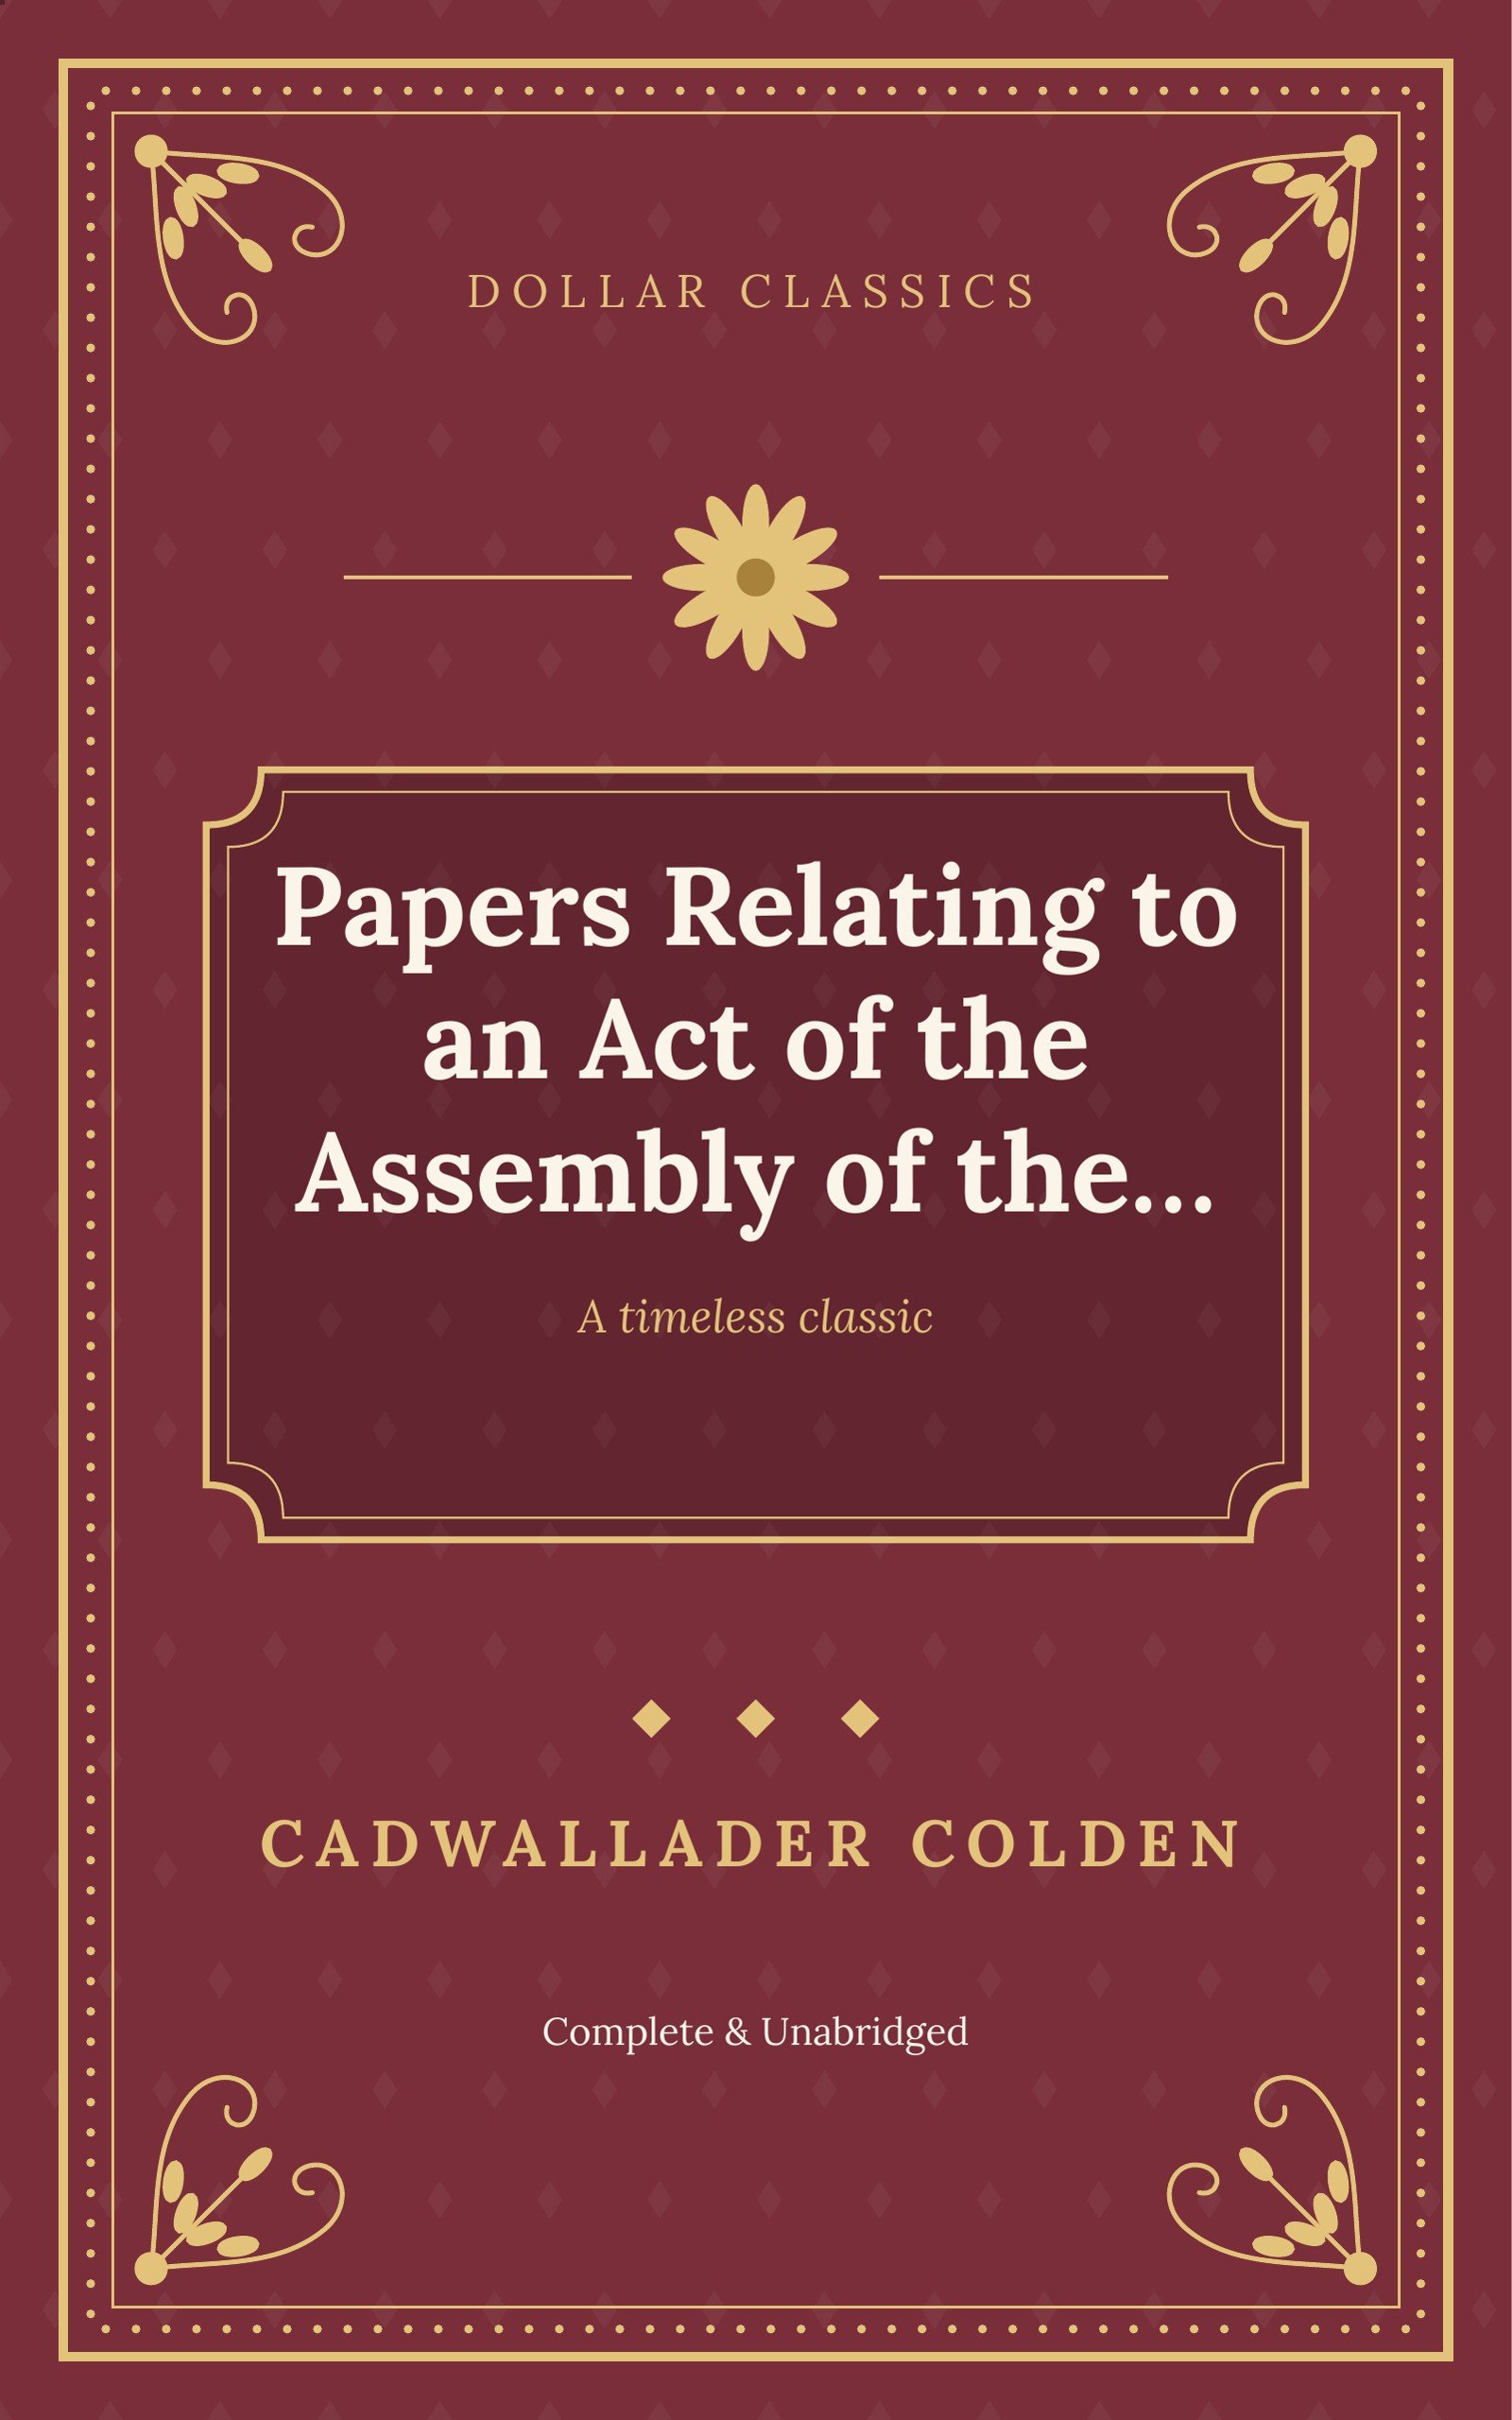 DOLLAR CLASSICS
Papers Relating to
an Act of the
Assembly of the...
A timeless classic
CADWALLADER COLDEN
Complete & Unabridged